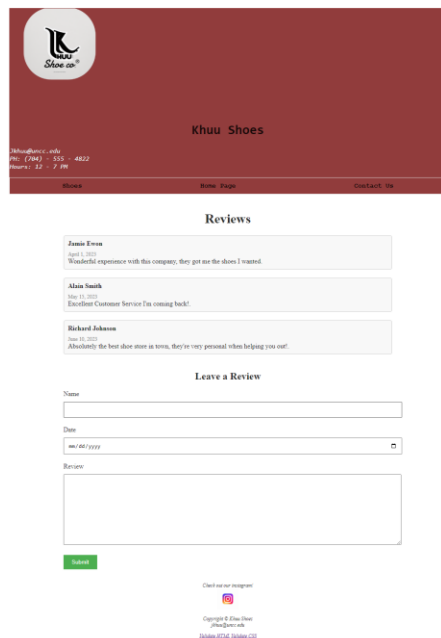 KHUU
Shoe co®
Khuu Shoes
Jkhuu@uncc.edu
PH: (704) - 555 - 4822
Hours: 12 - 7 PM
Shoes
Home Page
Contact Us
Reviews
Jamie Ewon
April 1, 2023
Wonderful experience with this company, they got me the shoes I wanted.
Alain Smith
May 13, 2023
Excellent Customer Service I'm coming back!.
Richard Johnson
June 10, 2023
Absolutely the best shoe store in town, they're very personal when helping you out!.
Leave a Review
Name
Date
mm/dd/yyyy
Review
Submit
Check out our instagram!
Copyright © Khuu Shoes
jkhuu@uncc.edu
Validate HTML Validate CSS